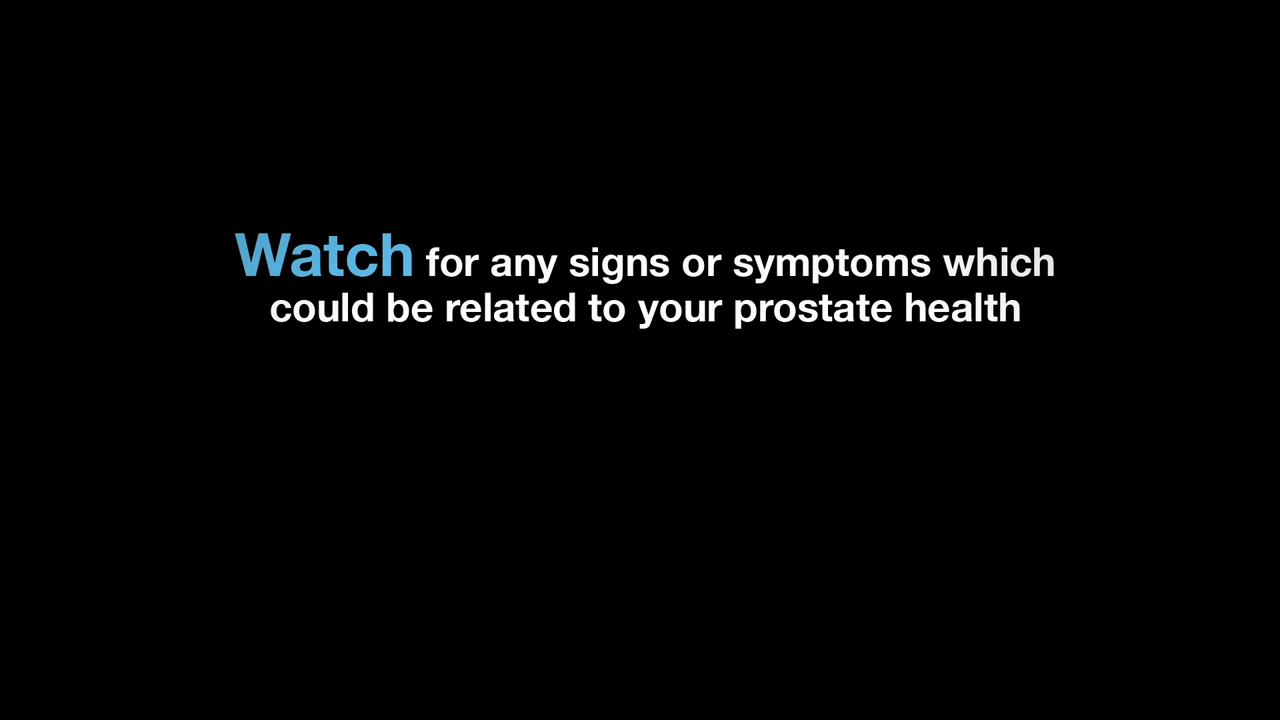 Watch for any signs or symptoms which
could be related to your prostate health